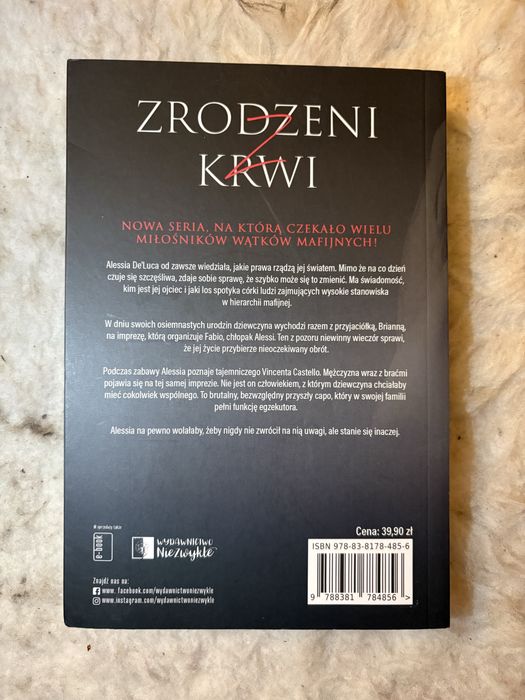 ZRODZENI
Z
KRWI
NOWA SERIA, NA KTÓRĄ CZEKAŁO WIELU
MIŁOŚNIKÓW WĄTKÓW MAFIJNYCH!
Alessia De'Luca od zawsze wiedziała, jakie prawa rządzą jej światem. Mimo że na co dzień
czuje się szczęśliwa, zdaje sobie sprawę, że szybko może się to zmienić. Ma świadomość,
kim jest jej ojciec i jaki los spotyka córki ludzi zajmujących wysokie stanowiska
w hierarchii mafijnej.
W dniu swoich osiemnastych urodzin dziewczyna wychodzi razem z przyjaciółką, Brianną,
na imprezę, którą organizuje Fabio, chłopak Alessi. Ten z pozoru niewinny wieczór sprawi,
że jej życie przybierze nieoczekiwany obrót.
Podczas zabawy Alessia poznaje tajemniczego Vincenta Castello. Mężczyzna wraz z braćmi
pojawia się na tej samej imprezie. Nie jest on człowiekiem, z którym dziewczyna chciałaby
mieć cokolwiek wspólnego. To brutalny, bezwzględny przyszły capo, który w swojej familii
pełni funkcję egzekutora.
Alessia na pewno wolałaby, żeby nigdy nie zwrócił na nią uwagi, ale stanie się inaczej.
W sprzedaży także
e-book
WYDAWNICTWO
NieZwykłe
Cena: 39,90 zł
ISBN 978-83-8178-485-6
9 788381 784856 >
Znajdź nas na:
www.facebook.com/wydawnictwoniezwykle
www.instagram.com/wydawnictwoniezwykle